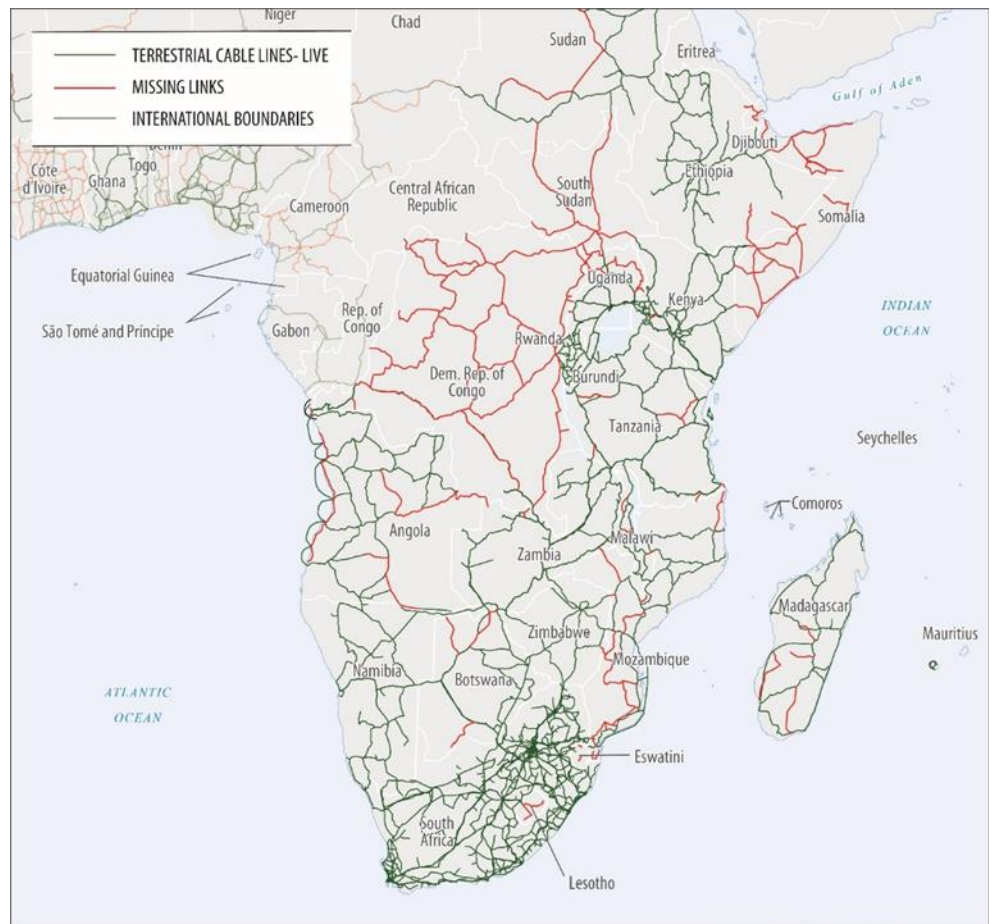 Niger
Chad
Sudan
Eritrea
TERRESTRIAL CABLE LINES- LIVE
MISSING LINKS
INTERNATIONAL BOUNDARIES
Gulf of Aden
Djibbuti
Benin
Togo
Côte
d'Ivoire
Ghana
Ethiopia
Central African
Republic
South
Sudan
Cameroon
Somalia
Equatorial Guinea
Uganda
Kenya
INDIAN
OCEAN
São Tomé and Príncipe
Rep. of
Congo
Gabon
Rwanda
Dem. Rep. of
Congo
Burundi
Tanzania
Seychelles
Comoros
Angola
Malawi
Zambia
Madagascar
Zimbabwe
Mauritius
Mozambique
Namibia
Botswana
ATLANTIC
OCEAN
Eswatini
South
Africa
Lesotho